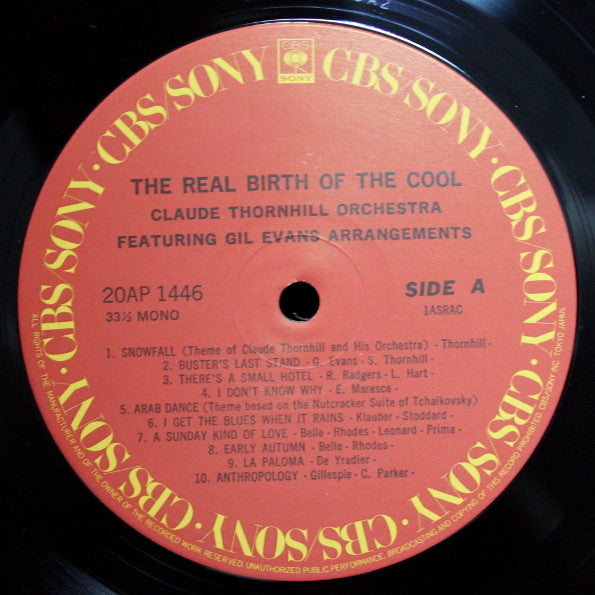 CBS
SONY
CBS/SONY · CBS SONY · CBS/SONY · CBS/SONY · CBS/SONY · CBS/SONY · CBS/SONY · CBS/SONY
THE REAL BIRTH OF THE COOL
CLAUDE THORNHILL ORCHESTRA
FEATURING GIL EVANS ARRANGEMENTS
20AP 1446
33⅓ MONO
SIDE A
1ASRAC
1. SNOWFALL (Theme of Claude Thornhill and His Orchestra) - Thornhill -
2. BUSTER'S LAST STAND - G. Evans - S. Thornhill -
3. THERE'S A SMALL HOTEL - R. Radgers - L. Hart -
4. I DON'T KNOW WHY - E. Maresca -
5. ARAB DANCE (Theme based on the Nutcracker Suite of Tchaikovsky)
6. I GET THE BLUES WHEN IT RAINS - Klauber - Stoddard -
7. A SUNDAY KIND OF LOVE - Belle - Rhodes - Leonard - Prima -
8. EARLY AUTUMN - Belle - Rhodes -
9. LA PALOMA - De Yradier -
10. ANTHROPOLOGY - Gillespie - C. Parker -
ALL RIGHTS OF THE MANUFACTURER AND OF THE OWNER OF THE RECORDED WORK RESERVED. UNAUTHORIZED PUBLIC PERFORMANCE, BROADCASTING AND COPYING OF THIS RECORD PROHIBITED. CBS/SONY INC. TOKYO JAPAN.